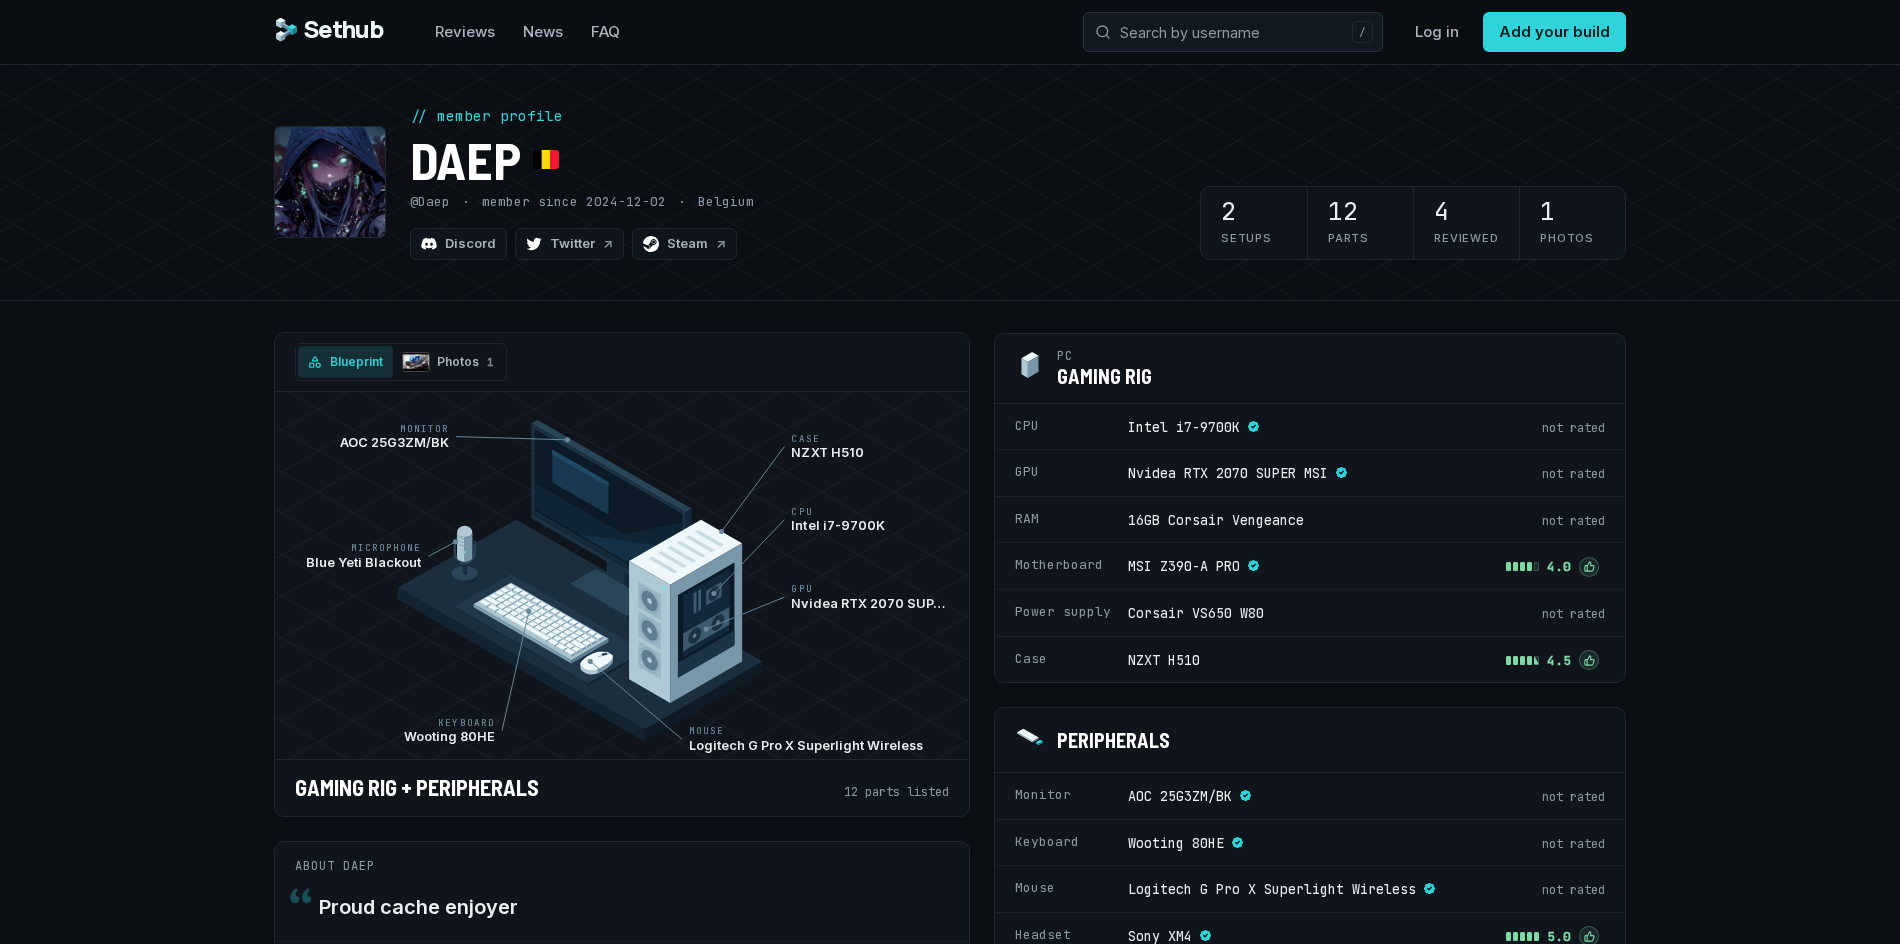 Sethub
Reviews
News
FAQ
Search by username
/
Log in
Add your build
// member profile
DAEP
@Daep · member since 2024-12-02 · Belgium
Discord
Twitter ↗
Steam ↗
2
SETUPS
12
PARTS
4
REVIEWED
1
PHOTOS
Blueprint
Photos 1
MONITOR
AOC 25G3ZM/BK
CASE
NZXT H510
CPU
Intel i7-9700K
MICROPHONE
Blue Yeti Blackout
GPU
Nvidea RTX 2070 SUP...
KEYBOARD
Wooting 80HE
MOUSE
Logitech G Pro X Superlight Wireless
GAMING RIG + PERIPHERALS
12 parts listed
ABOUT DAEP
“ Proud cache enjoyer
PC
GAMING RIG
CPU Intel i7-9700K not rated
GPU Nvidea RTX 2070 SUPER MSI not rated
RAM 16GB Corsair Vengeance not rated
Motherboard MSI Z390-A PRO 4.0
Power supply Corsair VS650 W80 not rated
Case NZXT H510 4.5
PERIPHERALS
Monitor AOC 25G3ZM/BK not rated
Keyboard Wooting 80HE not rated
Mouse Logitech G Pro X Superlight Wireless not rated
Headset Sony XM4 5.0